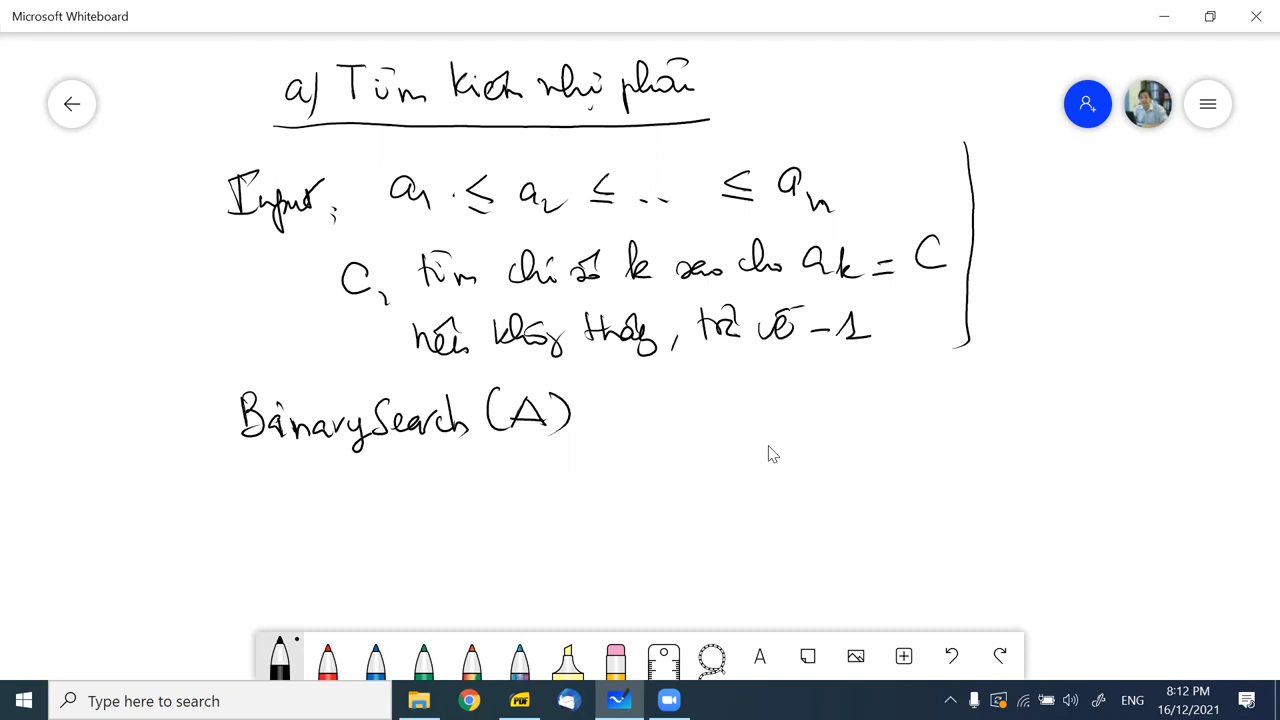 Microsoft Whiteboard
a) Tìm kiếm nhị phân
Input: a1 ≤ a2 ≤ .. ≤ an
C, tìm chỉ số k sao cho ak = C
nếu không thấy, trả về -1
BinarySearch (A)
A
Type here to search
PDF
ENG
8:12 PM
16/12/2021